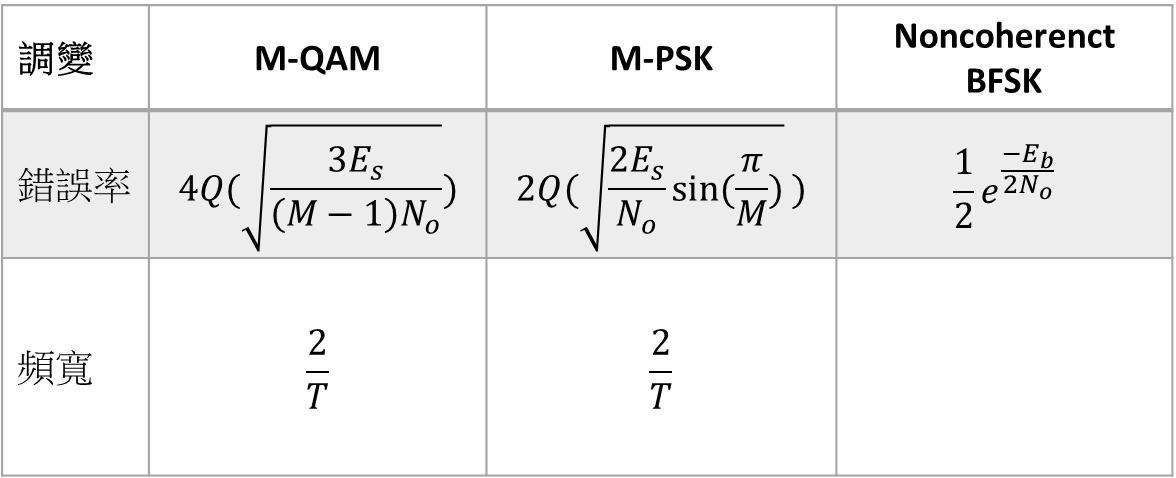 調變
M-QAM
M-PSK
Noncoherenct
BFSK
錯誤率
4Q(√(3E_s/((M − 1)N_o)))
2Q(√(2E_s/N_o sin(π/M)))
1/2 e^(−E_b/2N_o)
頻寬
2/T
2/T